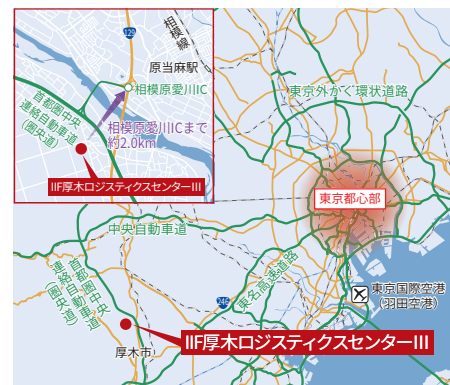 129
相模線
原当麻駅
相模原愛川IC
首都圏中央
連絡自動車道
(圏央道)
相模原愛川ICまで
約2.0km
IIF厚木ロジスティクスセンターIII
東京外かく環状道路
東京都心部
中央自動車道
首都圏中央
連絡自動車道
(圏央道)
246
東名高速道路
東京国際空港
(羽田空港)
IIF厚木ロジスティクスセンターIII
厚木市